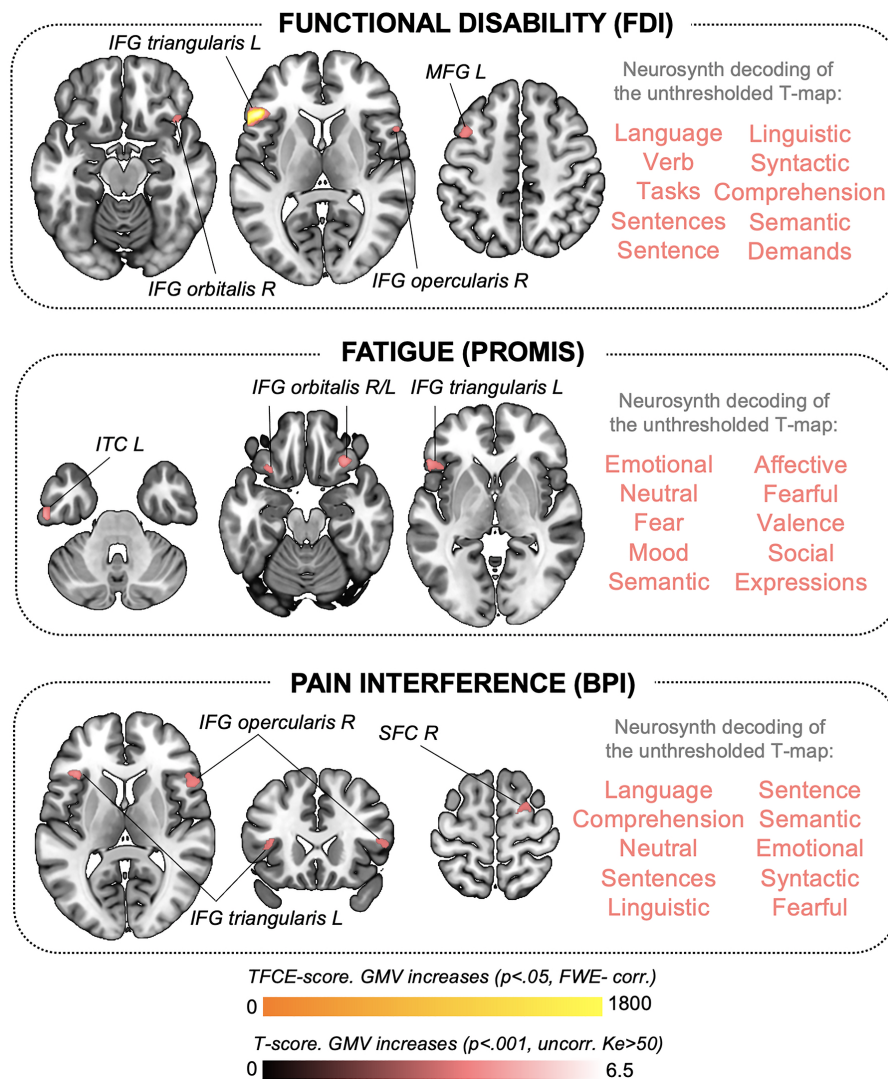 FUNCTIONAL DISABILITY (FDI)
IFG triangularis L
MFG L
IFG orbitalis R
IFG opercularis R
Neurosynth decoding of
the unthresholded T-map:
Language Linguistic
Verb Syntactic
Tasks Comprehension
Sentences Semantic
Sentence Demands
FATIGUE (PROMIS)
IFG orbitalis R/L
IFG triangularis L
ITC L
Neurosynth decoding of
the unthresholded T-map:
Emotional Affective
Neutral Fearful
Fear Valence
Mood Social
Semantic Expressions
PAIN INTERFERENCE (BPI)
IFG opercularis R
SFC R
IFG triangularis L
Neurosynth decoding of
the unthresholded T-map:
Language Sentence
Comprehension Semantic
Neutral Emotional
Sentences Syntactic
Linguistic Fearful
TFCE-score. GMV increases (p<.05, FWE- corr.)
0 1800
T-score. GMV increases (p<.001, uncorr. Ke>50)
0 6.5